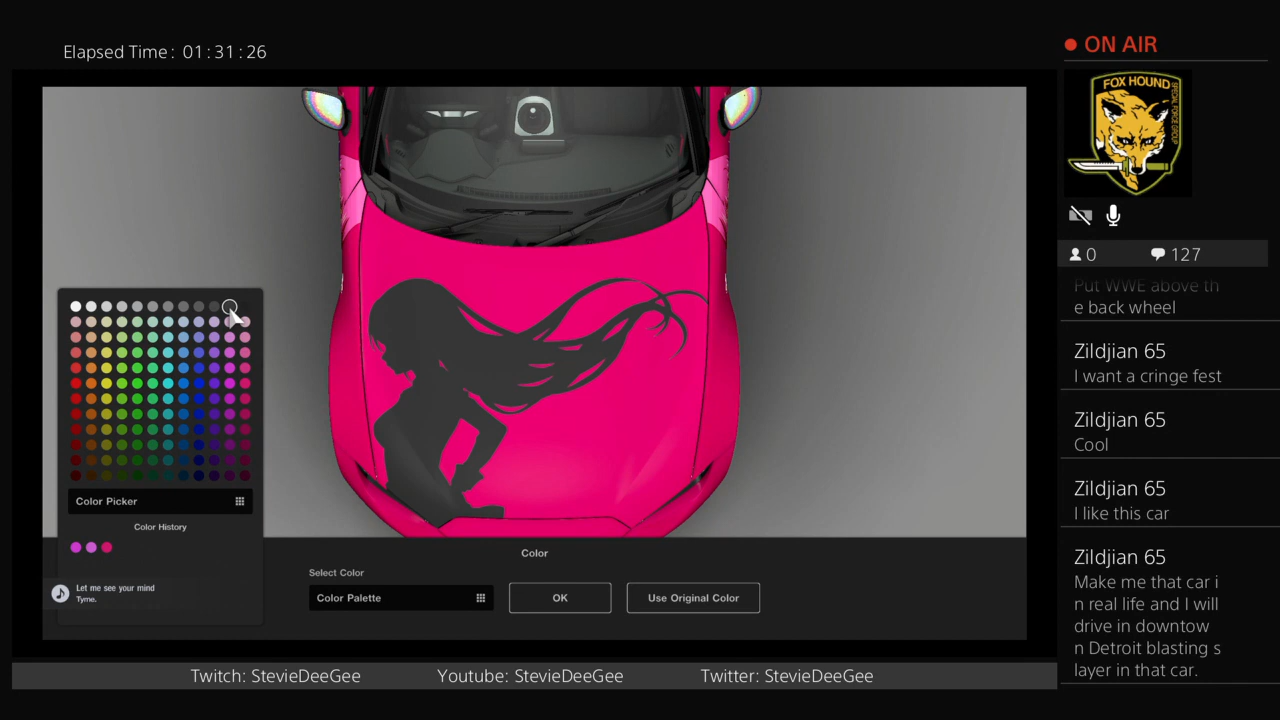 Elapsed Time: 01:31:26
ON AIR
FOX HOUND
SPECIAL FORCE GROUP
0
127
Put WWE above th
e back wheel
Zildjian 65
I want a cringe fest
Zildjian 65
Cool
Zildjian 65
I like this car
Zildjian 65
Make me that car i
n real life and I will
drive in downtow
n Detroit blasting s
layer in that car.
Color Picker
Color History
Let me see your mind
Tyme.
Color
Select Color
Color Palette
OK
Use Original Color
Twitch: StevieDeeGee
Youtube: StevieDeeGee
Twitter: StevieDeeGee